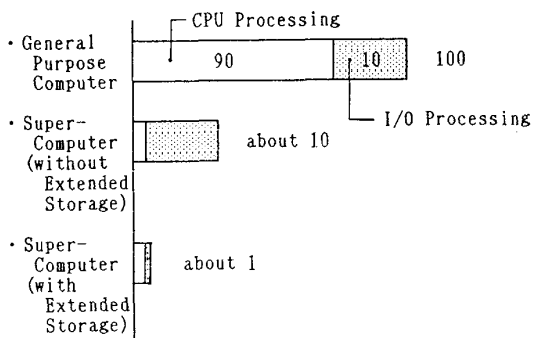 CPU Processing
・General
Purpose
Computer
90
10
100
I/O Processing
・Super-
Computer
(without
Extended
Storage)
about 10
・Super-
Computer
(with
Extended
Storage)
about 1